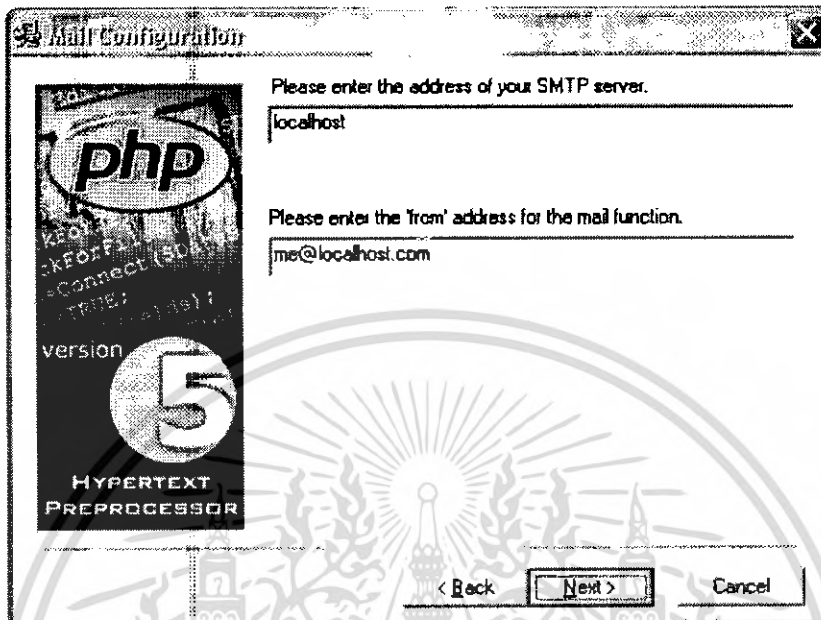 Mail Configuration
Please enter the address of your SMTP server.
localhost
Please enter the 'from' address for the mail function.
me@localhost.com
php
version
5
HYPERTEXT
PREPROCESSOR
< Back
Next >
Cancel